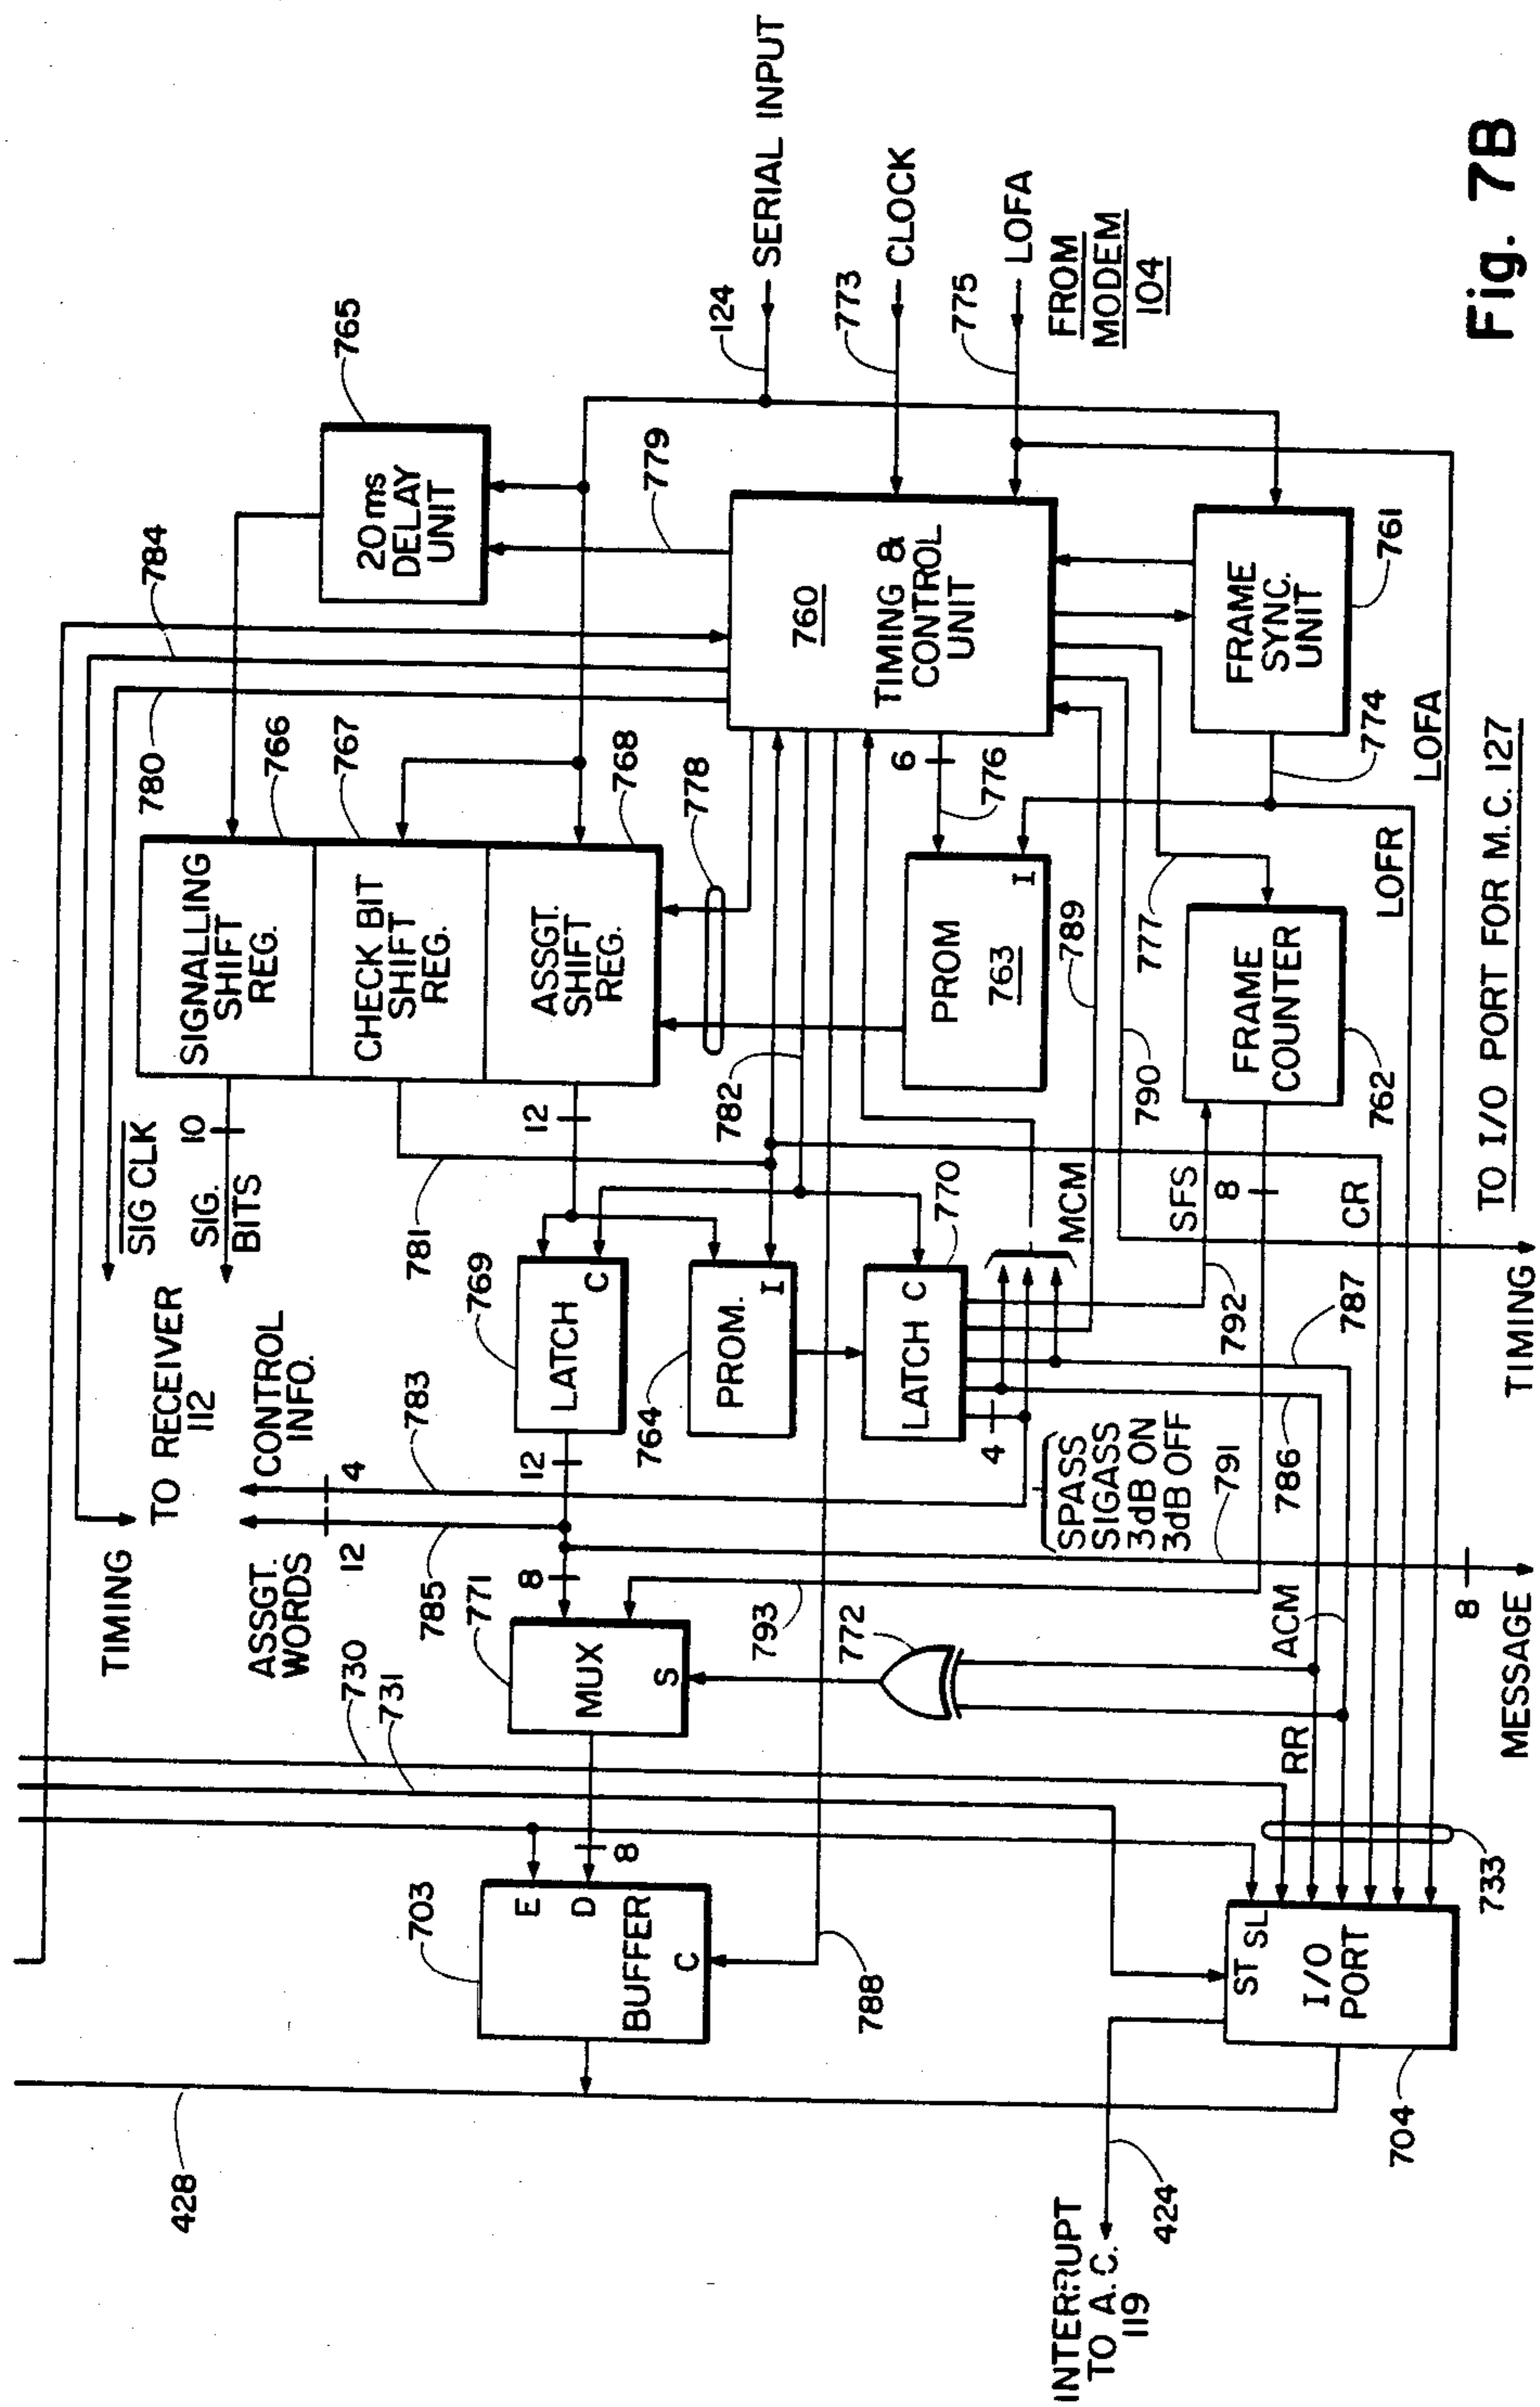 765
20ms
DELAY
UNIT
784
780
766
767
768
778
779
124
SERIAL INPUT
773
CLOCK
775
LOFA
FROM
MODEM
104
SIGNALLING
SHIFT
REG.
CHECK BIT
SHIFT
REG.
ASSGT.
SHIFT
REG.
760
TIMING &
CONTROL
UNIT
6
776
PROM
763
I
FRAME
SYNC.
UNIT
761
774
LOFA
LOFR
777
789
790
FRAME
COUNTER
762
SIG CLK
10
SIG.
BITS
12
781
782
TIMING
TO RECEIVER
112
CONTROL
INFO.
ASSGT.
WORDS
12
4
785
783
769
LATCH
C
12
764
PROM.
I
770
LATCH
C
4
MCM
SFS
8
792
CR
787
SPASS
SIGASS
3dB ON
3dB OFF
786
791
730
731
771
8
MUX
S
793
772
ACM
RR
703
E
D
8
BUFFER
C
788
733
ST
SL
I/O
PORT
704
428
424
INTERRUPT
TO A.C.
119
MESSAGE
8
TIMING
TO I/O PORT FOR M.C. 127
Fig. 7B